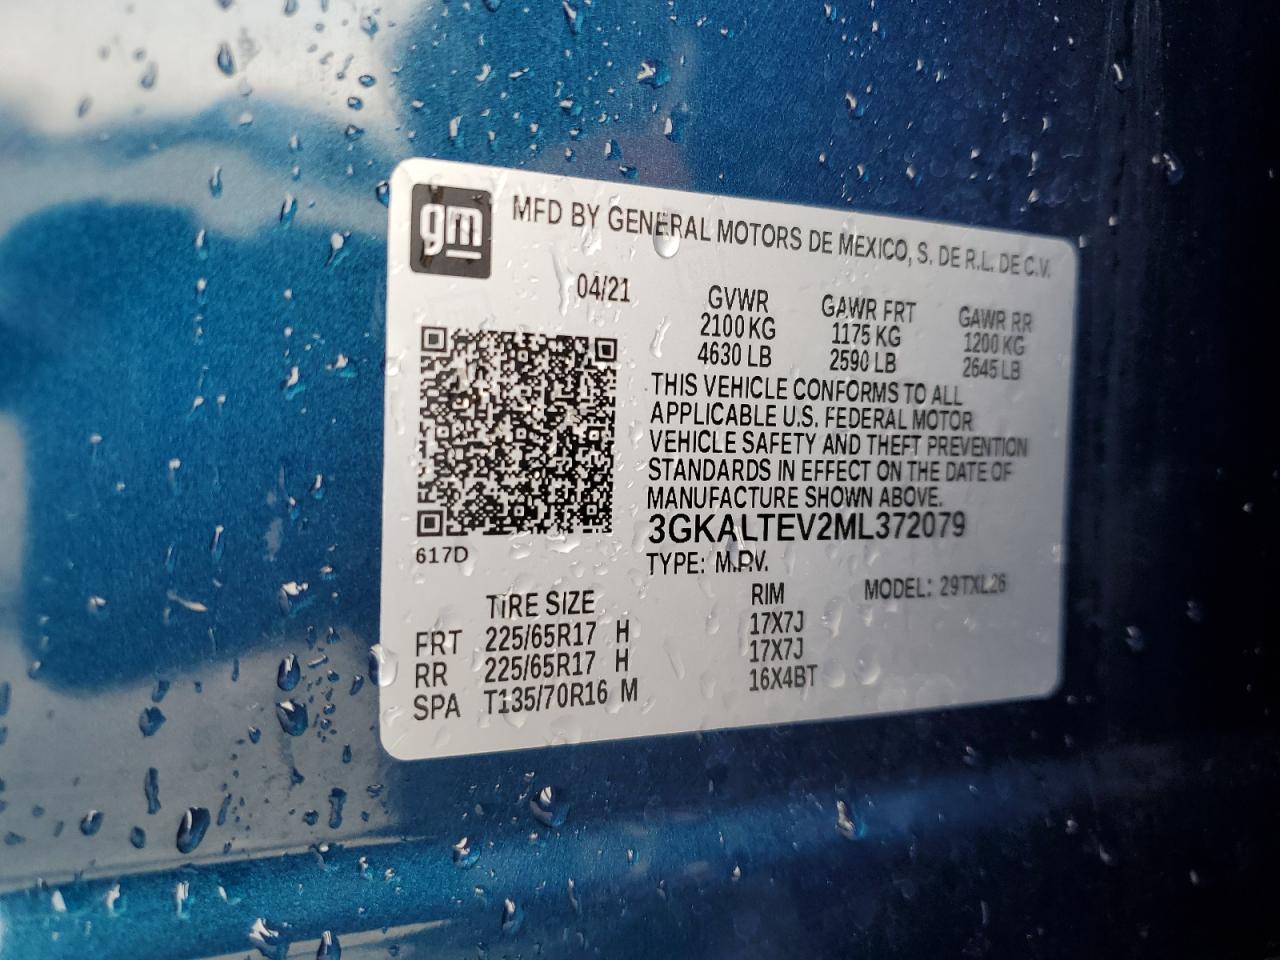 gm
MFD BY GENERAL MOTORS DE MEXICO, S. DE R.L. DE C.V.
04/21
GVWR GAWR FRT GAWR RR
2100 KG 1175 KG 1200 KG
4630 LB 2590 LB 2645 LB
THIS VEHICLE CONFORMS TO ALL
APPLICABLE U.S. FEDERAL MOTOR
VEHICLE SAFETY AND THEFT PREVENTION
STANDARDS IN EFFECT ON THE DATE OF
MANUFACTURE SHOWN ABOVE.
3GKALTEV2ML372079
617D
TYPE: M.P.V.
MODEL: 29TXL26
TIRE SIZE RIM
FRT 225/65R17 H 17X7J
RR 225/65R17 H 17X7J
SPA T135/70R16 M 16X4BT